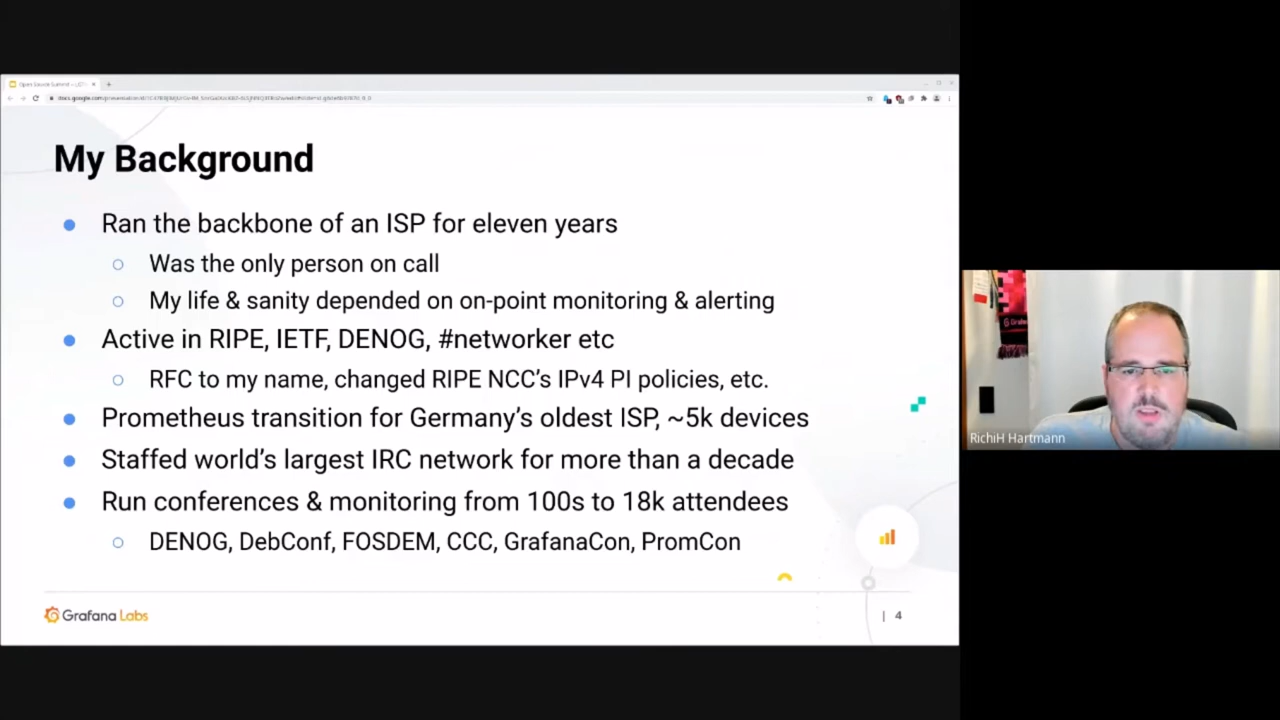 My Background
Ran the backbone of an ISP for eleven years
Was the only person on call
My life & sanity depended on on-point monitoring & alerting
Active in RIPE, IETF, DENOG, #networker etc
RFC to my name, changed RIPE NCC’s IPv4 PI policies, etc.
Prometheus transition for Germany’s oldest ISP, ~5k devices
Staffed world’s largest IRC network for more than a decade
Run conferences & monitoring from 100s to 18k attendees
DENOG, DebConf, FOSDEM, CCC, GrafanaCon, PromCon
Grafana Labs
| 4
RichiH Hartmann